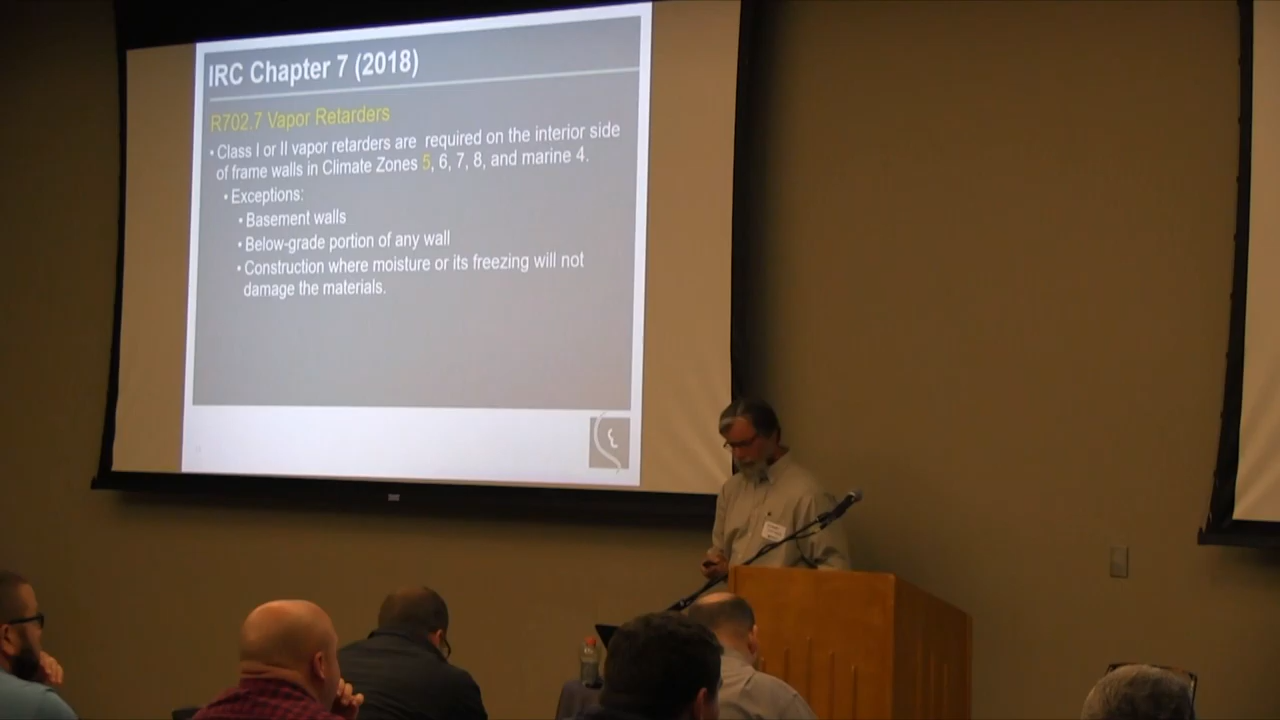 IRC Chapter 7 (2018)
R702.7 Vapor Retarders
• Class I or II vapor retarders are required on the interior side
of frame walls in Climate Zones 5, 6, 7, 8, and marine 4.
• Exceptions:
• Basement walls
• Below-grade portion of any wall
• Construction where moisture or its freezing will not
damage the materials.